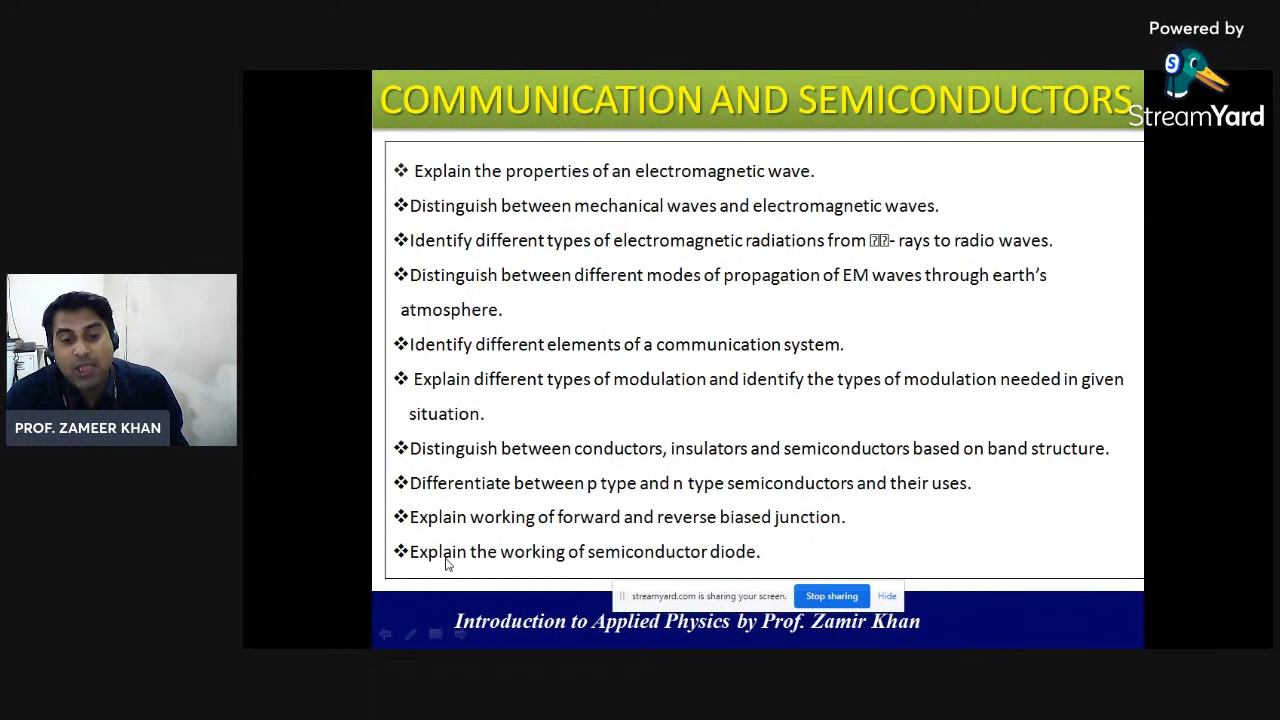 Powered by
StreamYard
COMMUNICATION AND SEMICONDUCTORS
❖ Explain the properties of an electromagnetic wave.
❖Distinguish between mechanical waves and electromagnetic waves.
❖Identify different types of electromagnetic radiations from - rays to radio waves.
❖Distinguish between different modes of propagation of EM waves through earth’s
atmosphere.
❖Identify different elements of a communication system.
❖ Explain different types of modulation and identify the types of modulation needed in given
situation.
❖Distinguish between conductors, insulators and semiconductors based on band structure.
❖Differentiate between p type and n type semiconductors and their uses.
❖Explain working of forward and reverse biased junction.
❖Explain the working of semiconductor diode.
PROF. ZAMEER KHAN
streamyard.com is sharing your screen. Stop sharing Hide
Introduction to Applied Physics by Prof. Zamir Khan